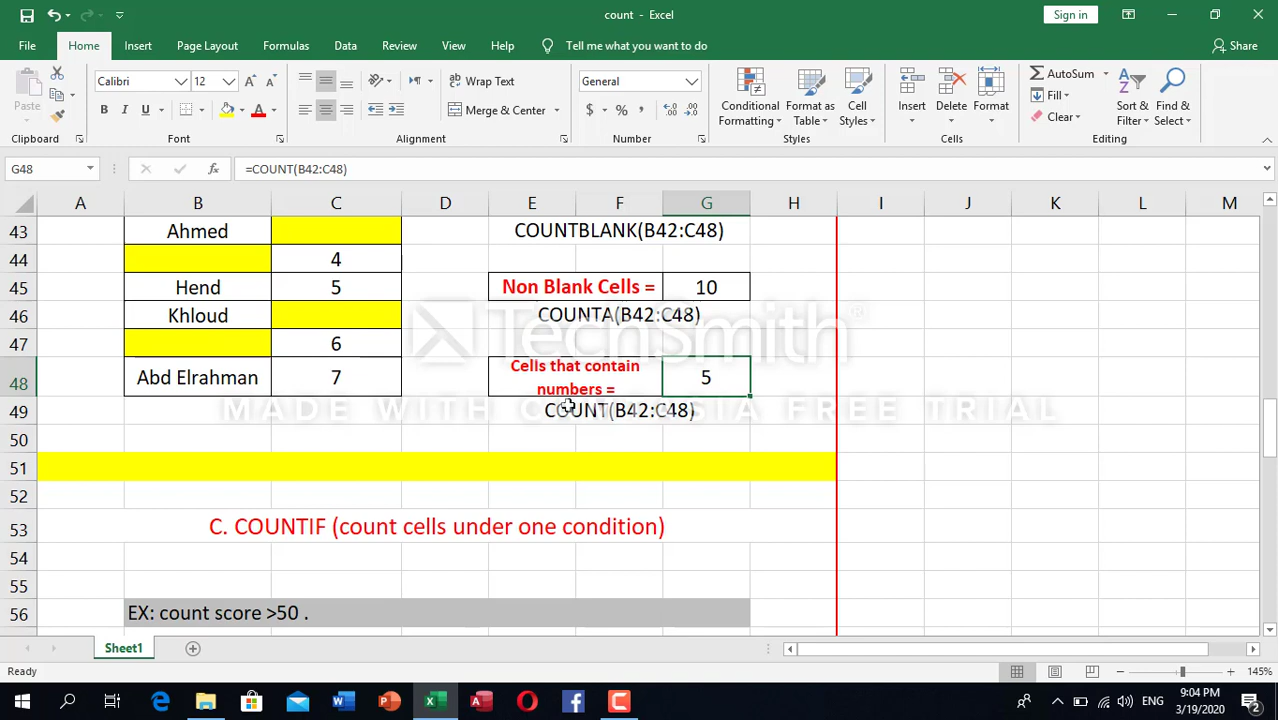 count - Excel
Sign in
File Home Insert Page Layout Formulas Data Review View Help Tell me what you want to do Share
Calibri 12 Wrap Text General AutoSum
Paste Merge & Center Conditional Formatting Format as Table Cell Styles Insert Delete Format Fill Clear Sort & Filter Find & Select
Clipboard Font Alignment Number Styles Cells Editing
G48 =COUNT(B42:C48)
A B C D E F G H I J K L M
43 Ahmed COUNTBLANK(B42:C48)
44 4
45 Hend 5 Non Blank Cells = 10
46 Khloud COUNTA(B42:C48)
TechSmith
47 6
48 Abd Elrahman 7 Cells that contain numbers = 5
MADE WITH CAMTASIA FREE TRIAL
49 COUNT(B42:C48)
50
51
52
53 C. COUNTIF (count cells under one condition)
54
55
56 EX: count score >50 .
Sheet1
Ready 145%
ENG 9:04 PM
3/19/2020 2